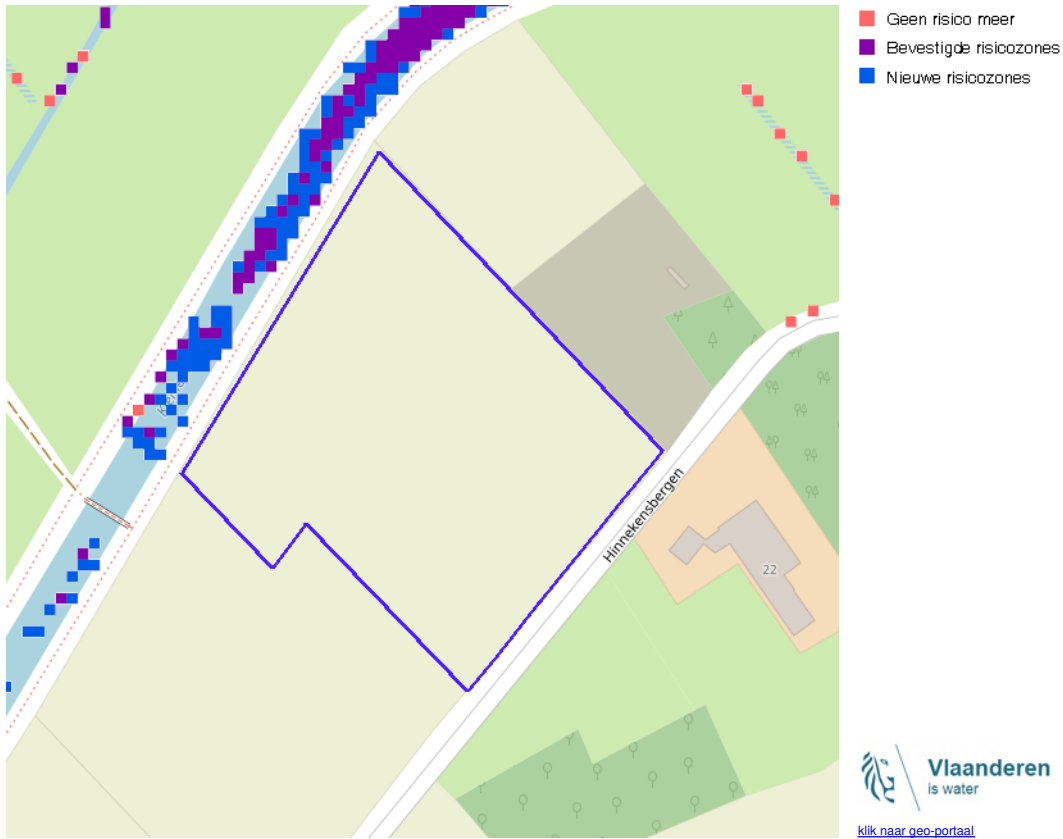 Geen risico meer
Bevestigde risicozones
Nieuwe risicozones
Hinnekensbergen
22
Vlaanderen
is water
klik naar geo-portaal